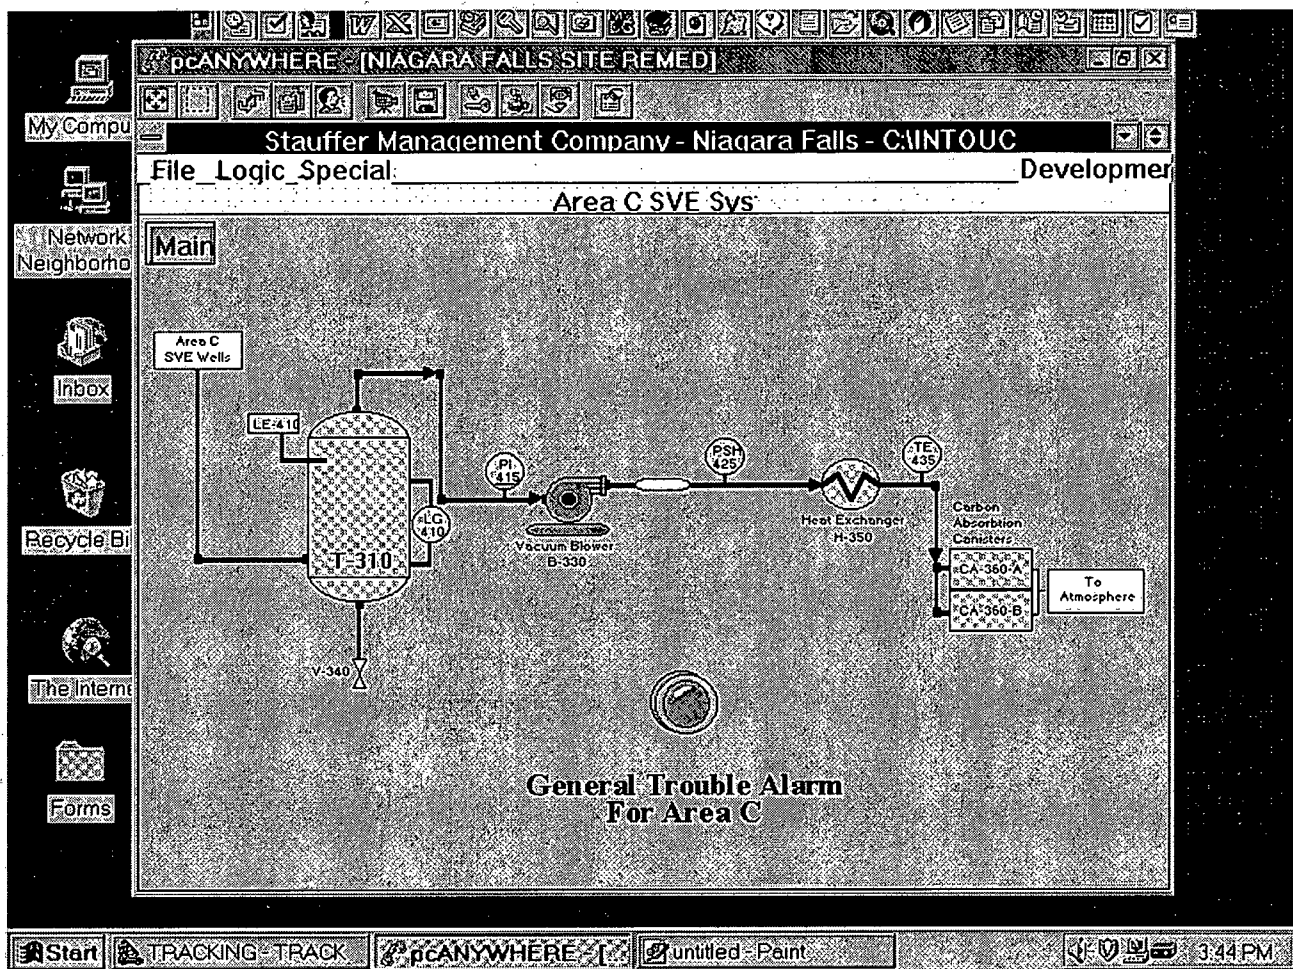 pcANYWHERE - [NIAGARA FALLS SITE REMED]
My Compu
Stauffer Management Company - Niagara Falls - C:\INTOUC
File Logic Special
Developmer
Area C SVE Sys
Network
Neighborho
Main
Area C
SVE Wells
Inbox
LE-410
PI
415
PSH
425
TE
435
LG
410
Recycle Bi
T-310
Vacuum Blower
B-330
Heat Exchanger
H-350
Carbon
Absorbtion
Canisters
CA-360-A
CA-360-B
To
Atmosphere
V-340
The Interne
General Trouble Alarm
For Area C
Forms
Start
TRACKING - TRACK
pcANYWHERE - [
untitled - Paint
3:44 PM